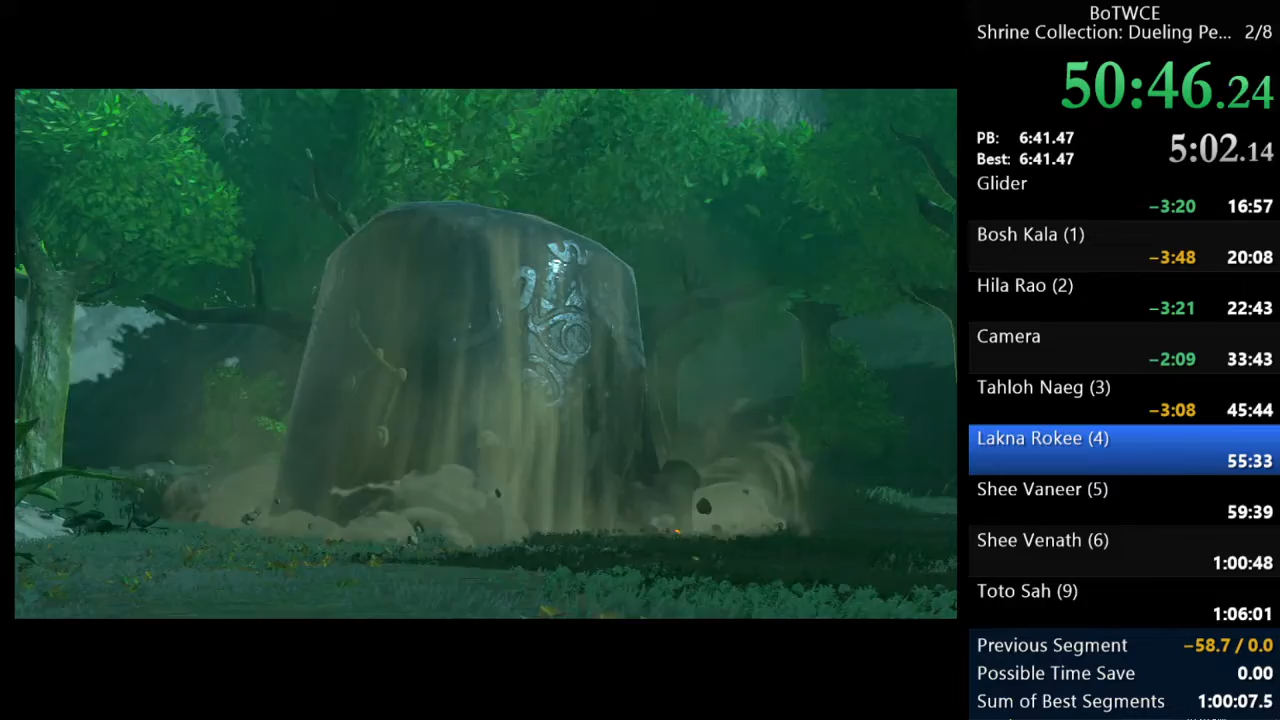 BoTWCE
Shrine Collection: Dueling Pe... 2/8
50:46.24
PB: 6:41.47
5:02.14
Best: 6:41.47
Glider
−3:20 16:57
Bosh Kala (1)
−3:48 20:08
Hila Rao (2)
−3:21 22:43
Camera
−2:09 33:43
Tahloh Naeg (3)
−3:08 45:44
Lakna Rokee (4)
55:33
Shee Vaneer (5)
59:39
Shee Venath (6)
1:00:48
Toto Sah (9)
1:06:01
Previous Segment −58.7 / 0.0
Possible Time Save 0.00
Sum of Best Segments 1:00:07.5